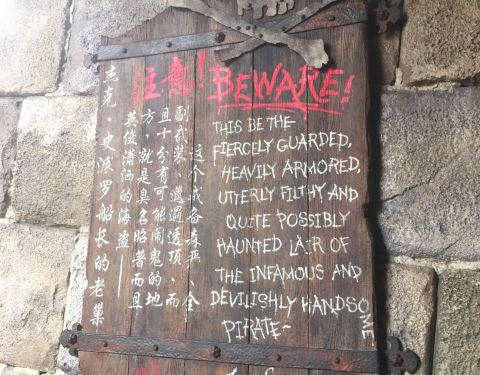 注意!
这个戒备森严、全
副武装、邋遢透顶,而
且十分有可能闹鬼的地
方,就是臭名昭著而且
英俊潇洒的海盗——
杰克·史派罗船长的老巢
BEWARE!
THIS BE THE
FIERCELY GUARDED,
HEAVILY ARMORED,
UTTERLY FILTHY AND
QUITE POSSIBLY
HAUNTED LAIR OF
THE INFAMOUS AND
DEVILISHLY HANDSOME
PIRATE~